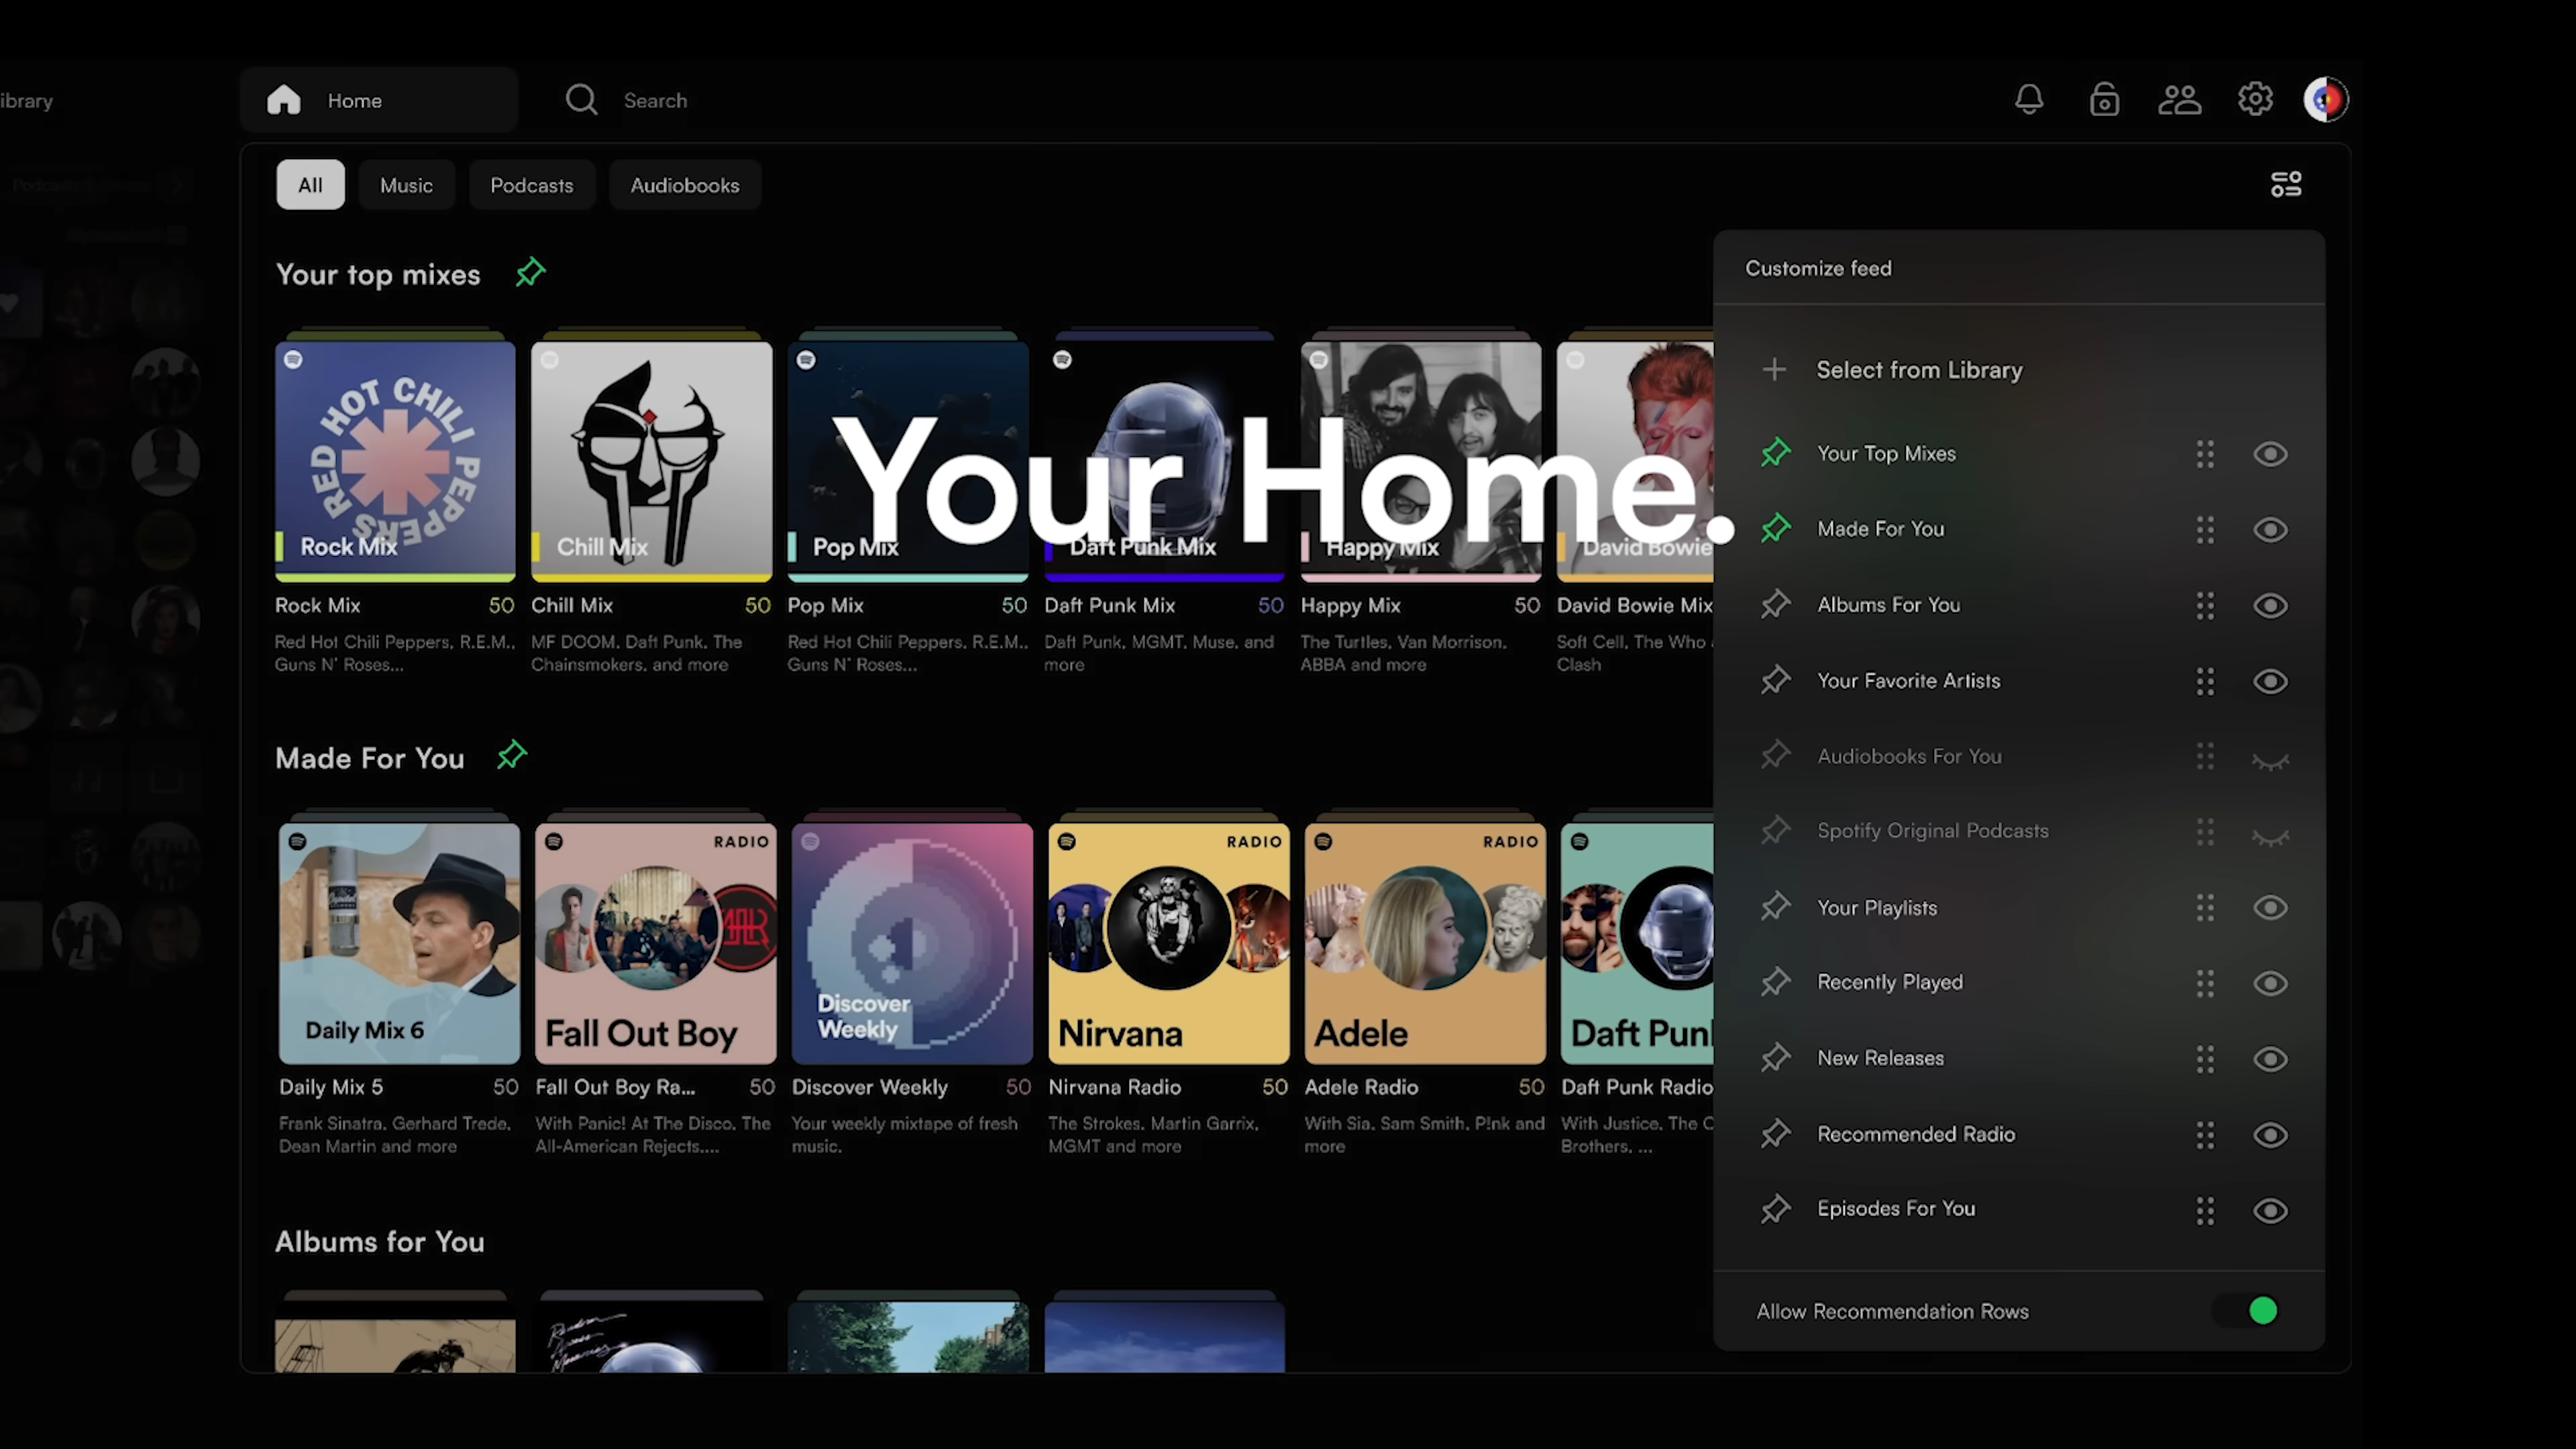 ibrary
Home
Search
All
Music
Podcasts
Audiobooks
Your top mixes
Your Home.
RED HOT CHILI PEPPERS
Rock Mix
Chill Mix
Pop Mix
Daft Punk Mix
Happy Mix
David Bowie
Rock Mix 50
Red Hot Chili Peppers, R.E.M.,
Guns N' Roses...
Chill Mix 50
MF DOOM, Daft Punk, The
Chainsmokers, and more
Pop Mix 50
Red Hot Chili Peppers, R.E.M.,
Guns N' Roses...
Daft Punk Mix 50
Daft Punk, MGMT, Muse, and
more
Happy Mix 50
The Turtles, Van Morrison,
ABBA and more
David Bowie Mix
Soft Cell, The Who
Clash
Made For You
Capitol
Daily Mix 6
RADIO
Fall Out Boy
Discover
Weekly
RADIO
Nirvana
RADIO
Adele
Daft Pun
Daily Mix 5 50
Frank Sinatra, Gerhard Trede,
Dean Martin and more
Fall Out Boy Ra... 50
With Panic! At The Disco, The
All-American Rejects,...
Discover Weekly 50
Your weekly mixtape of fresh
music.
Nirvana Radio 50
The Strokes, Martin Garrix,
MGMT and more
Adele Radio 50
With Sia, Sam Smith, P!nk and
more
Daft Punk Radio
With Justice, The C
Brothers, ...
Albums for You
Random
Access
Memories
Customize feed
Select from Library
Your Top Mixes
Made For You
Albums For You
Your Favorite Artists
Audiobooks For You
Spotify Original Podcasts
Your Playlists
Recently Played
New Releases
Recommended Radio
Episodes For You
Allow Recommendation Rows